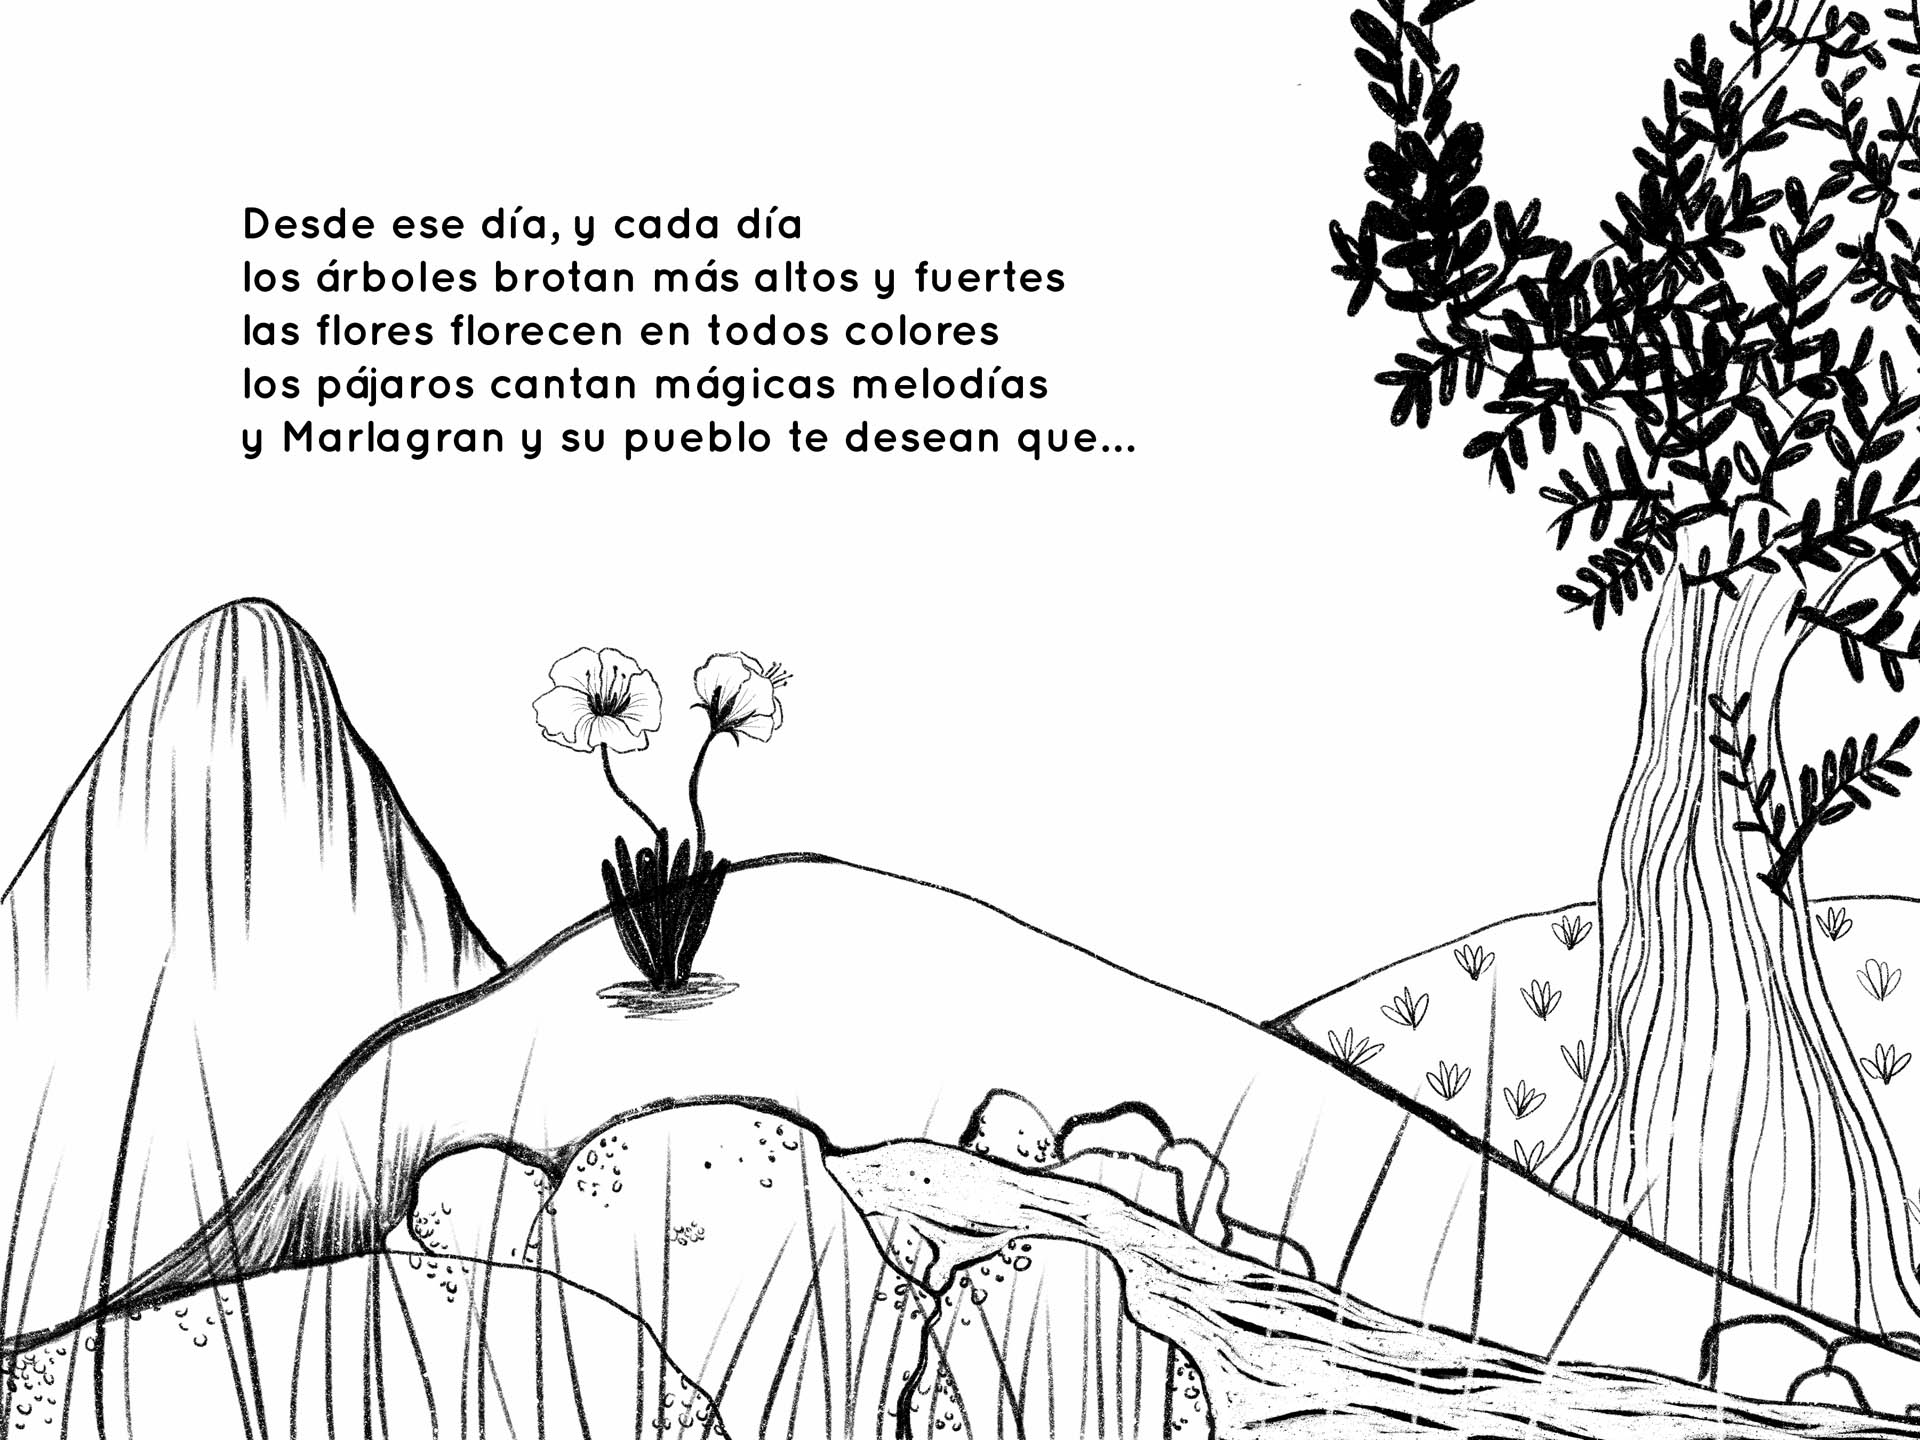 Desde ese día, y cada día
los árboles brotan más altos y fuertes
las flores florecen en todos colores
los pájaros cantan mágicas melodías
y Marlagran y su pueblo te desean que...